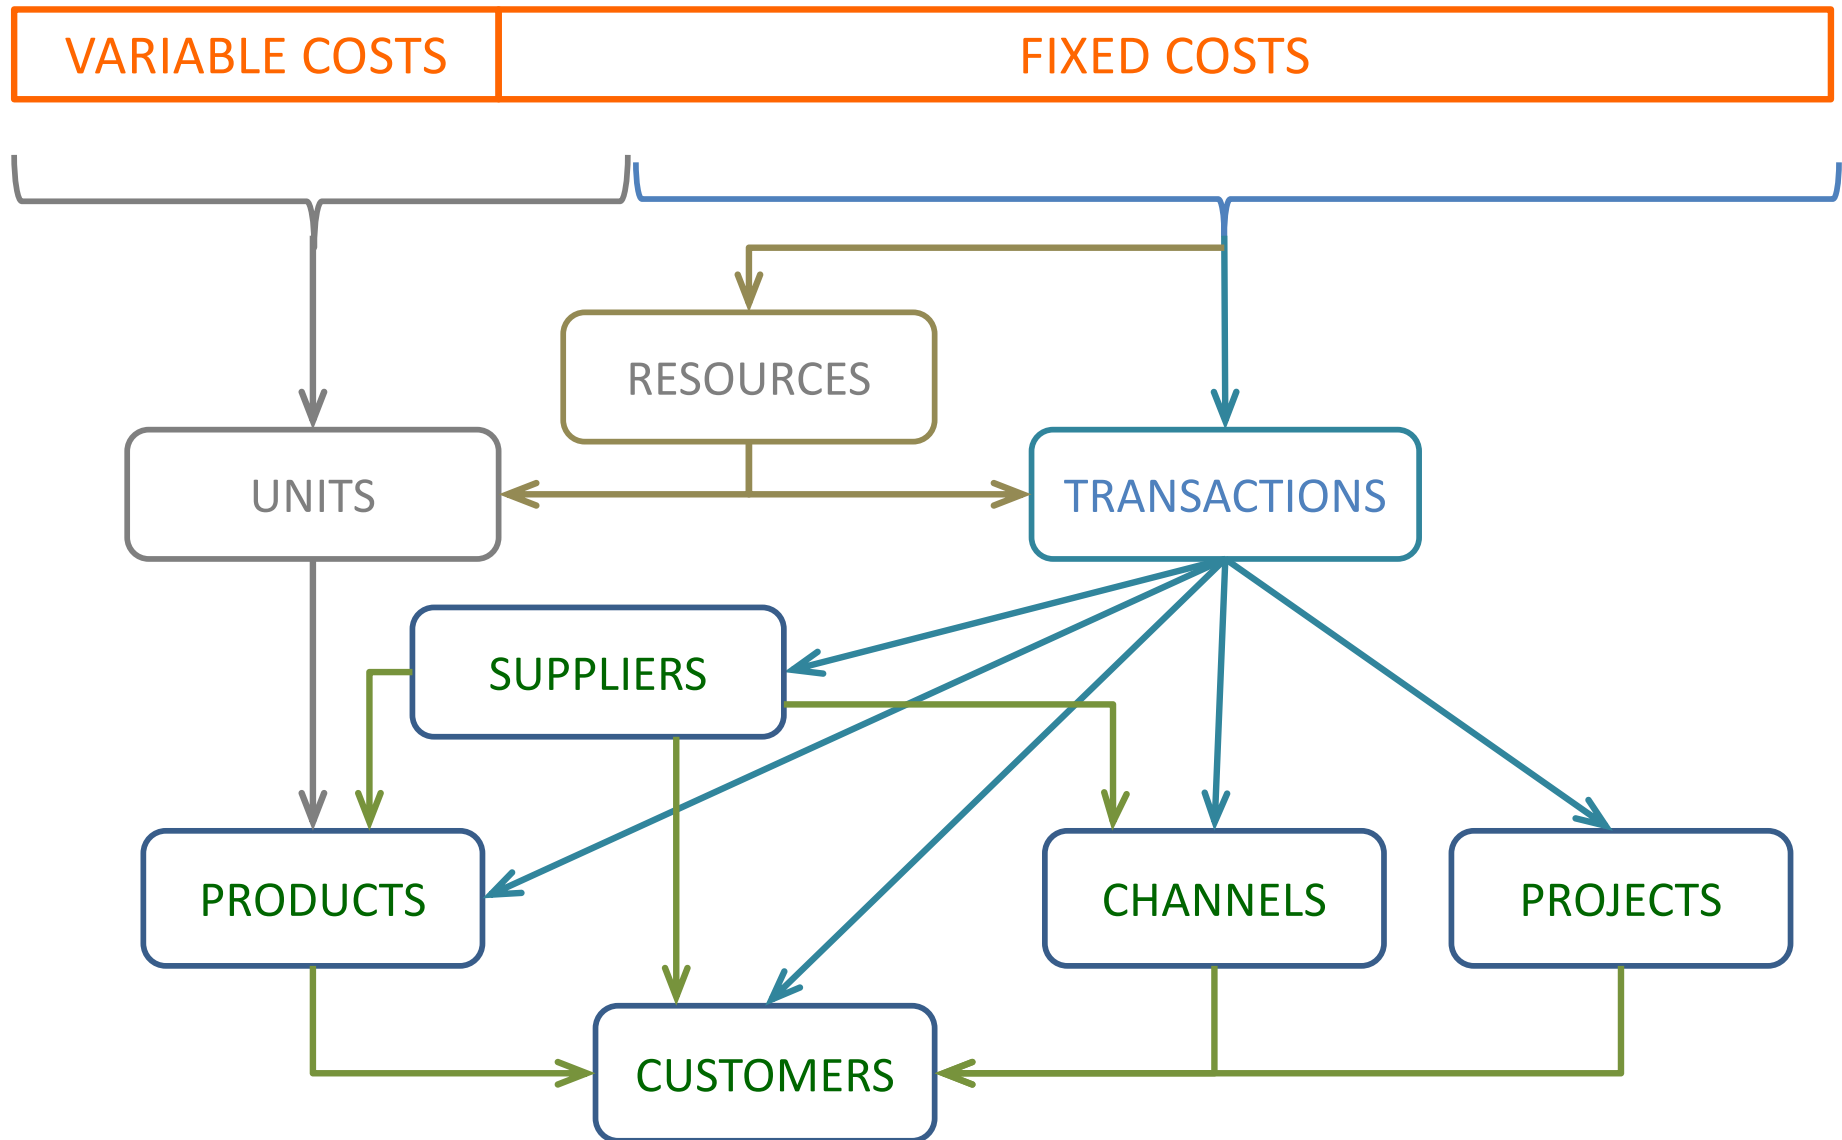 VARIABLE COSTS
FIXED COSTS
RESOURCES
UNITS
TRANSACTIONS
SUPPLIERS
PRODUCTS
CHANNELS
PROJECTS
CUSTOMERS